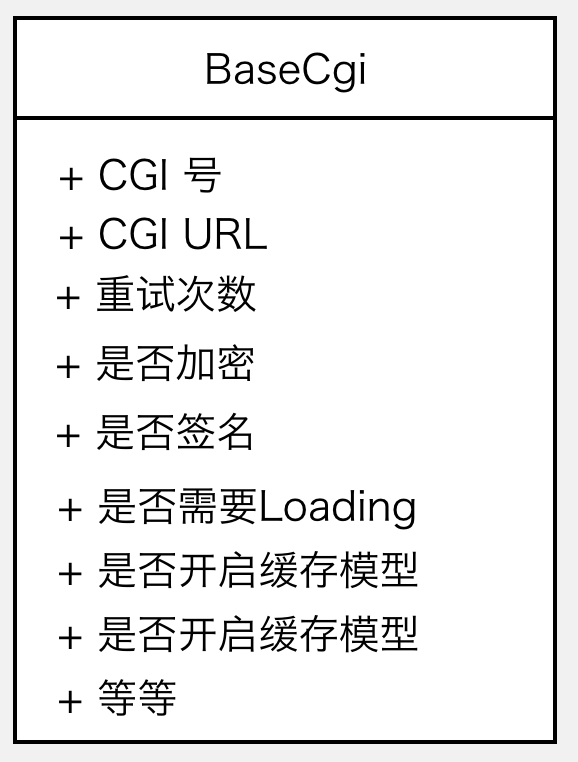 BaseCgi
+ CGI 号
+ CGI URL
+ 重试次数
+ 是否加密
+ 是否签名
+ 是否需要Loading
+ 是否开启缓存模型
+ 是否开启缓存模型
+ 等等